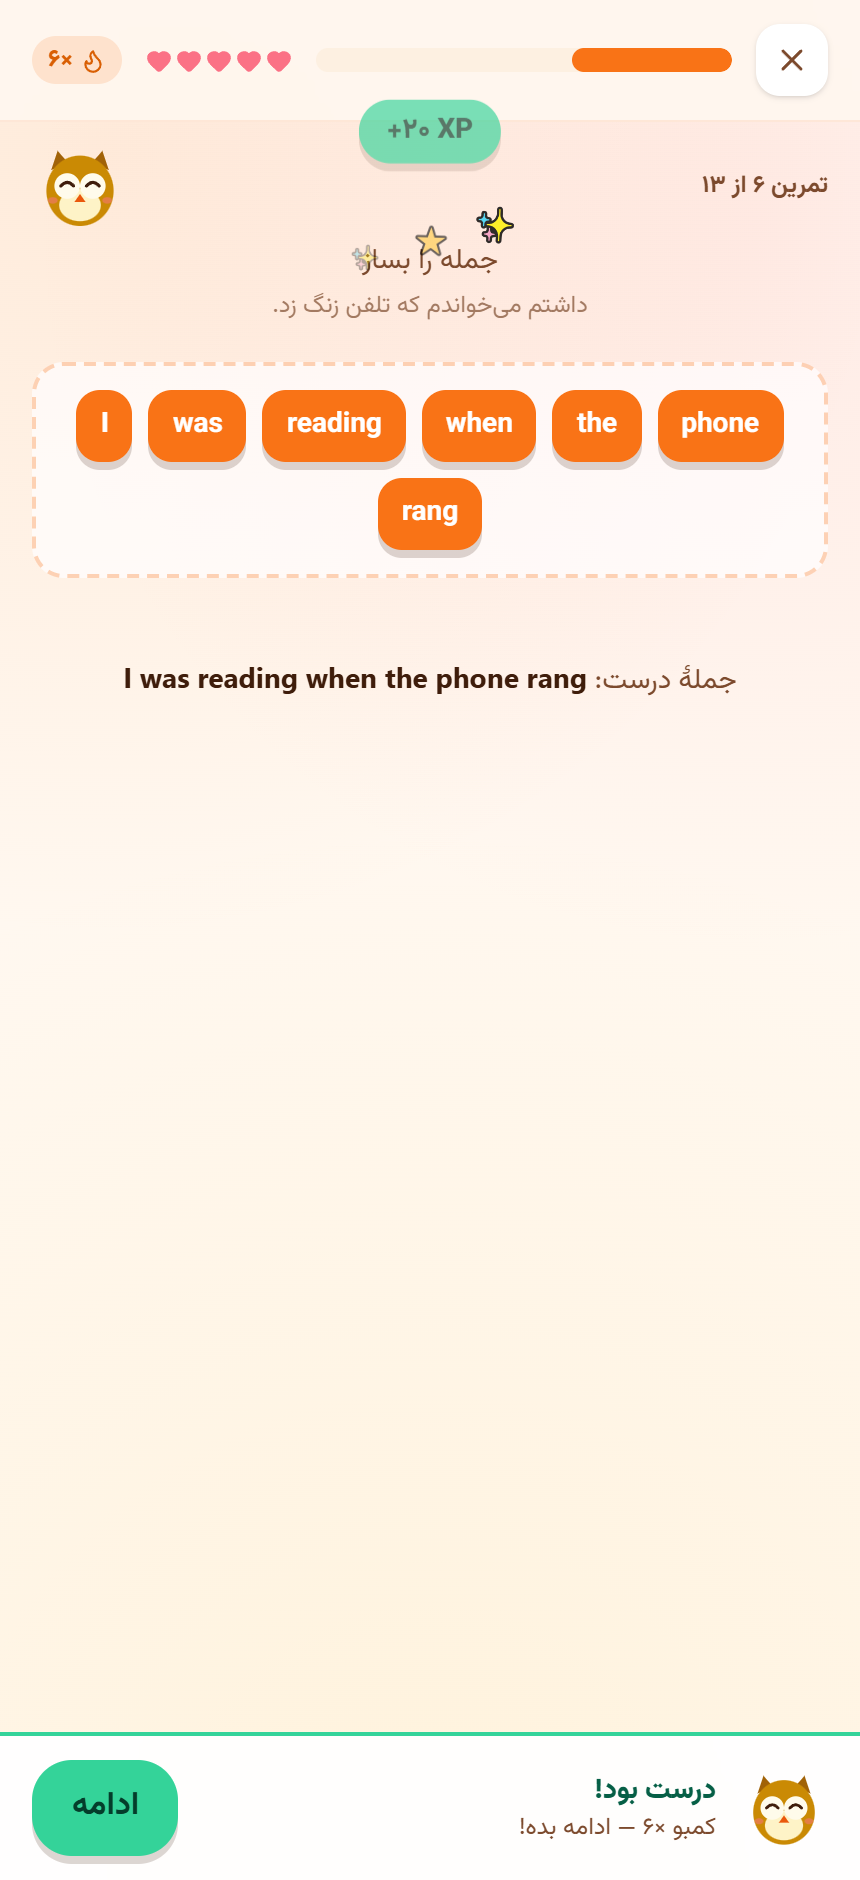 ۶×
+۲۰ XP
تمرین ۶ از ۱۳
جمله را بساز
داشتم می‌خواندم که تلفن زنگ زد.
I was reading when the phone
rang
جملهٔ درست: I was reading when the phone rang
درست بود!
کمبو ×۶ — ادامه بده!
ادامه